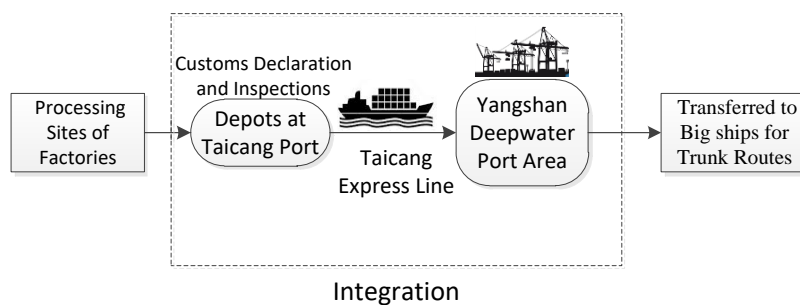 Processing
Sites of
Factories
Customs Declaration
and Inspections
Depots at
Taicang Port
Taicang
Express Line
Yangshan
Deepwater
Port Area
Transferred to
Big ships for
Trunk Routes
Integration